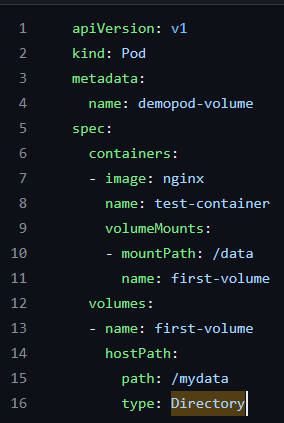 1 apiVersion: v1
2 kind: Pod
3 metadata:
4   name: demopod-volume
5 spec:
6   containers:
7   - image: nginx
8     name: test-container
9     volumeMounts:
10     - mountPath: /data
11       name: first-volume
12   volumes:
13   - name: first-volume
14     hostPath:
15       path: /mydata
16       type: Directory